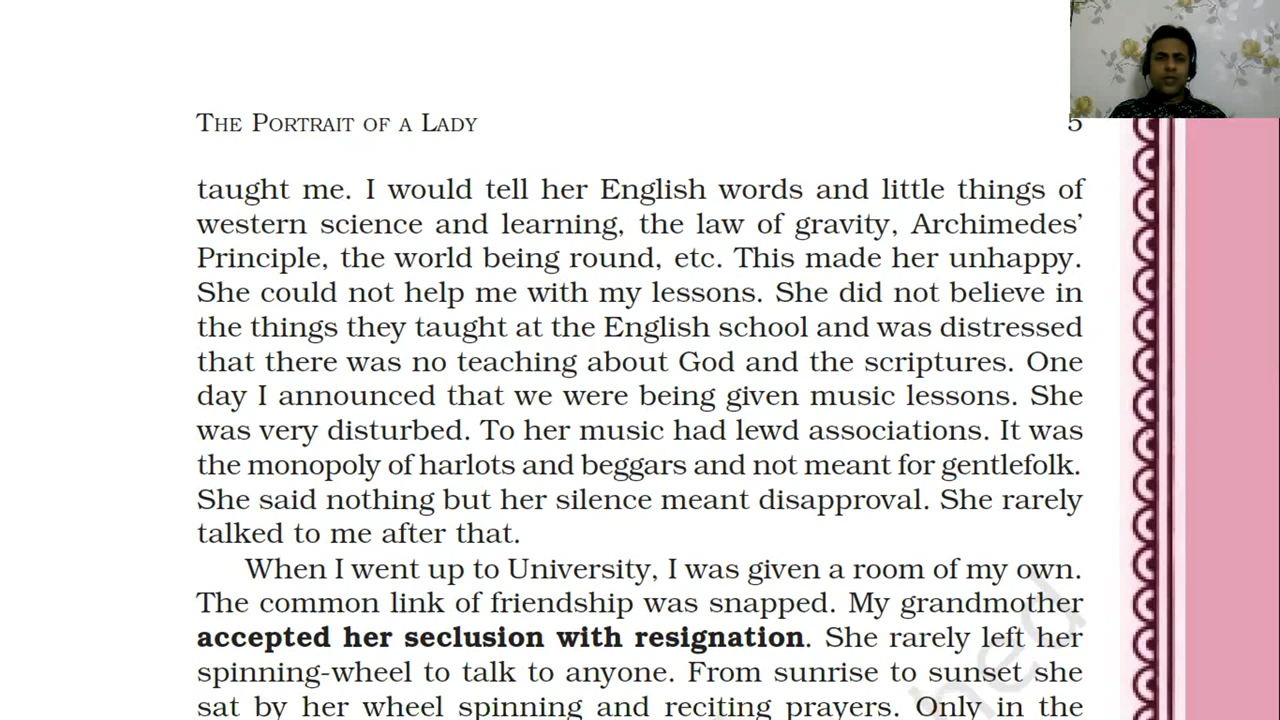 THE PORTRAIT OF A LADY 5
taught me. I would tell her English words and little things of
western science and learning, the law of gravity, Archimedes’
Principle, the world being round, etc. This made her unhappy.
She could not help me with my lessons. She did not believe in
the things they taught at the English school and was distressed
that there was no teaching about God and the scriptures. One
day I announced that we were being given music lessons. She
was very disturbed. To her music had lewd associations. It was
the monopoly of harlots and beggars and not meant for gentlefolk.
She said nothing but her silence meant disapproval. She rarely
talked to me after that.
When I went up to University, I was given a room of my own.
The common link of friendship was snapped. My grandmother
accepted her seclusion with resignation. She rarely left her
spinning-wheel to talk to anyone. From sunrise to sunset she
sat by her wheel spinning and reciting prayers. Only in the